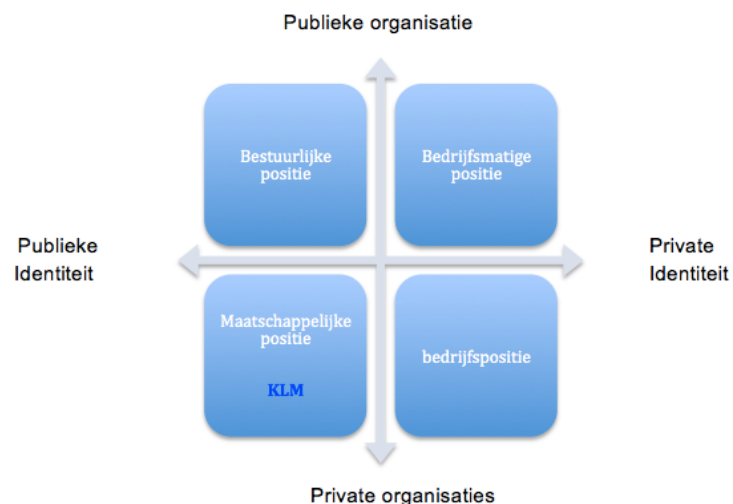 Publieke organisatie
Bestuurlijke
positie
Bedrijfsmatige
positie
Publieke
Identiteit
Private
Identiteit
Maatschappelijke
positie
KLM
bedrijfspositie
Private organisaties